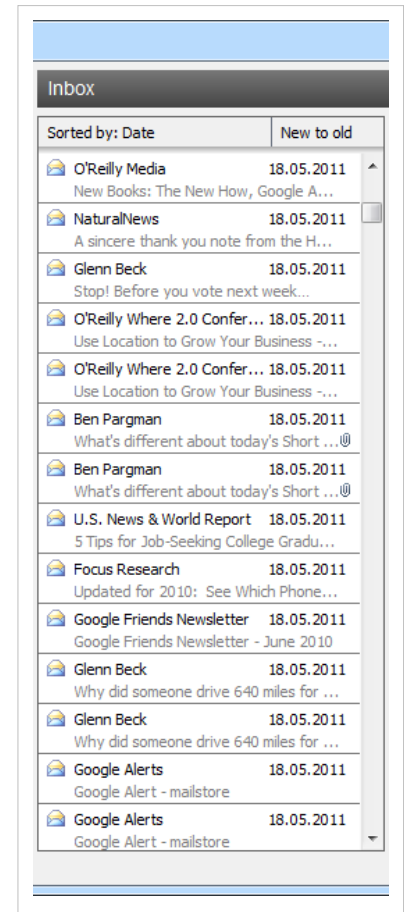 Inbox
Sorted by: Date New to old
O'Reilly Media 18.05.2011
New Books: The New How, Google A...
NaturalNews 18.05.2011
A sincere thank you note from the H...
Glenn Beck 18.05.2011
Stop! Before you vote next week...
O'Reilly Where 2.0 Confer... 18.05.2011
Use Location to Grow Your Business -...
O'Reilly Where 2.0 Confer... 18.05.2011
Use Location to Grow Your Business -...
Ben Pargman 18.05.2011
What's different about today's Short ...
Ben Pargman 18.05.2011
What's different about today's Short ...
U.S. News & World Report 18.05.2011
5 Tips for Job-Seeking College Gradu...
Focus Research 18.05.2011
Updated for 2010: See Which Phone...
Google Friends Newsletter 18.05.2011
Google Friends Newsletter - June 2010
Glenn Beck 18.05.2011
Why did someone drive 640 miles for ...
Glenn Beck 18.05.2011
Why did someone drive 640 miles for ...
Google Alerts 18.05.2011
Google Alert - mailstore
Google Alerts 18.05.2011
Google Alert - mailstore